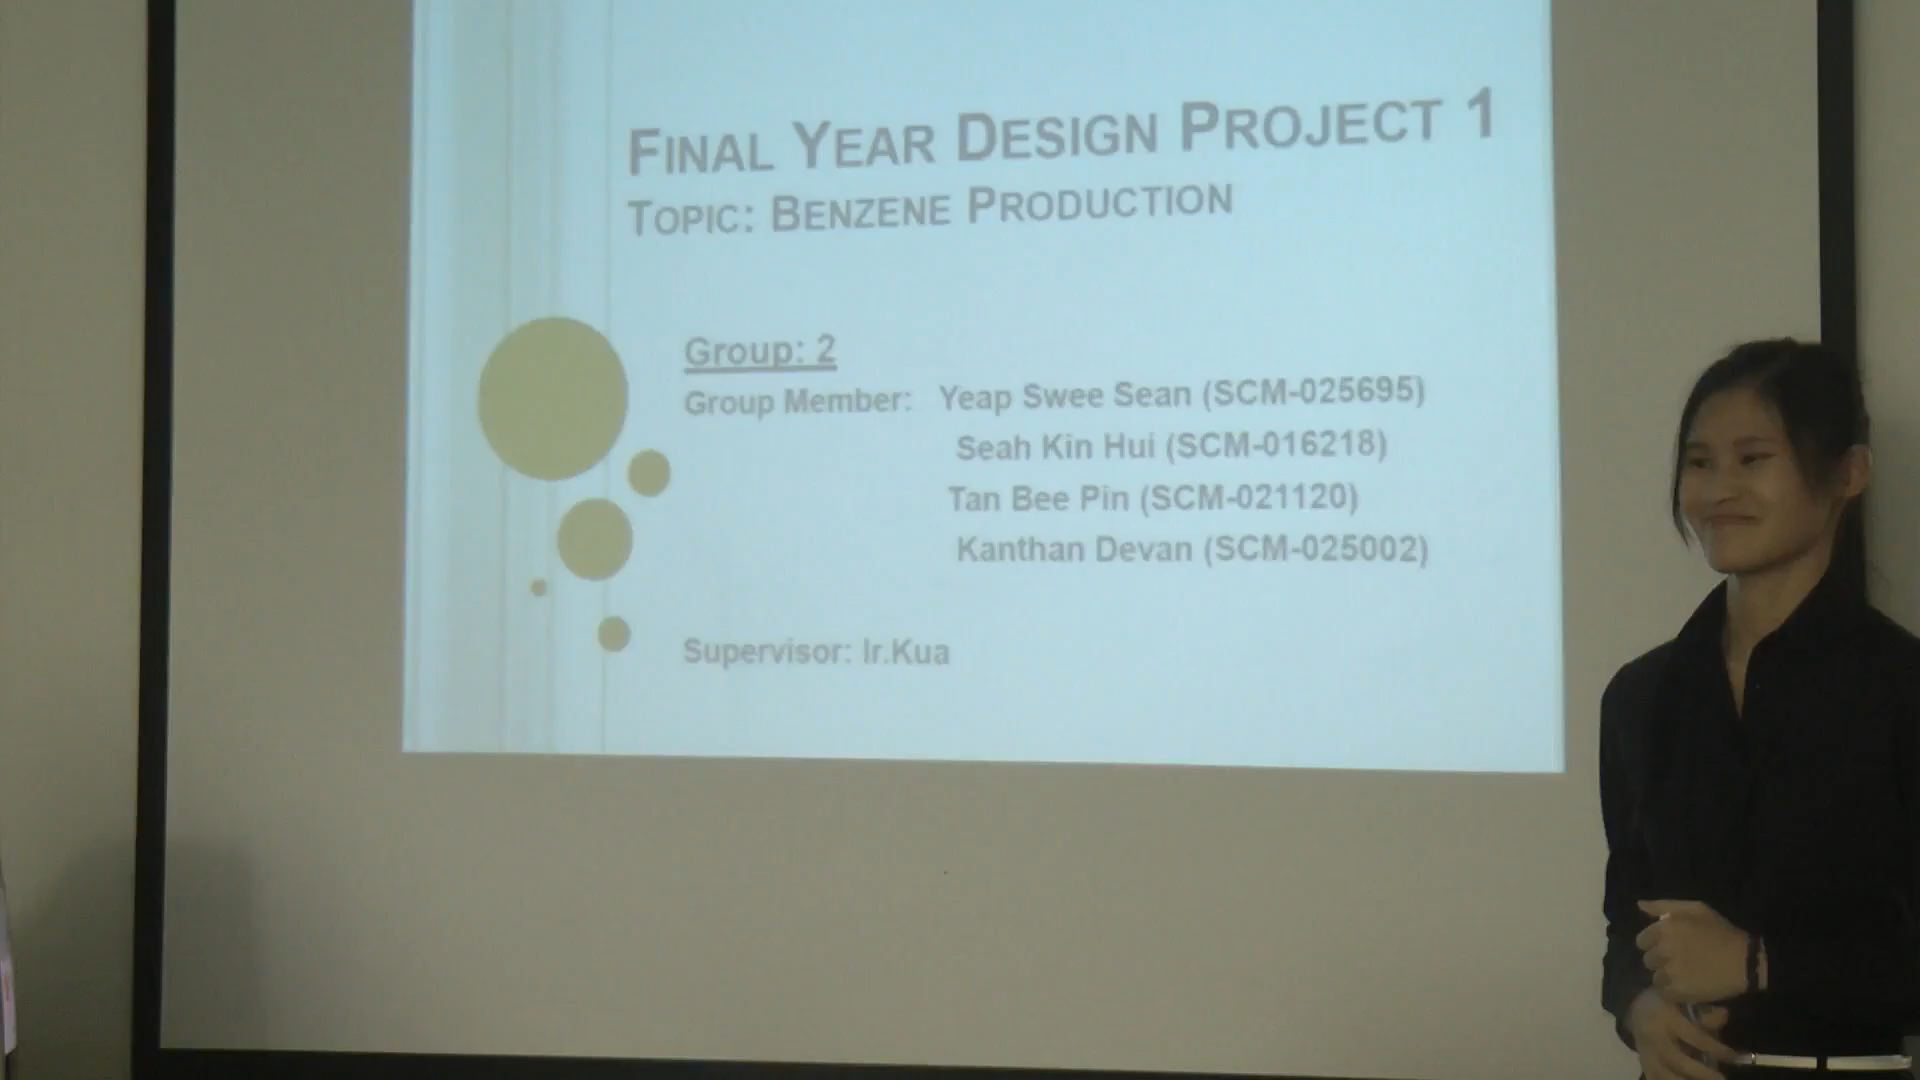 FINAL YEAR DESIGN PROJECT 1
TOPIC: BENZENE PRODUCTION
Group: 2
Group Member: Yeap Swee Sean (SCM-025695)
Seah Kin Hui (SCM-016218)
Tan Bee Pin (SCM-021120)
Kanthan Devan (SCM-025002)
Supervisor: Ir.Kua